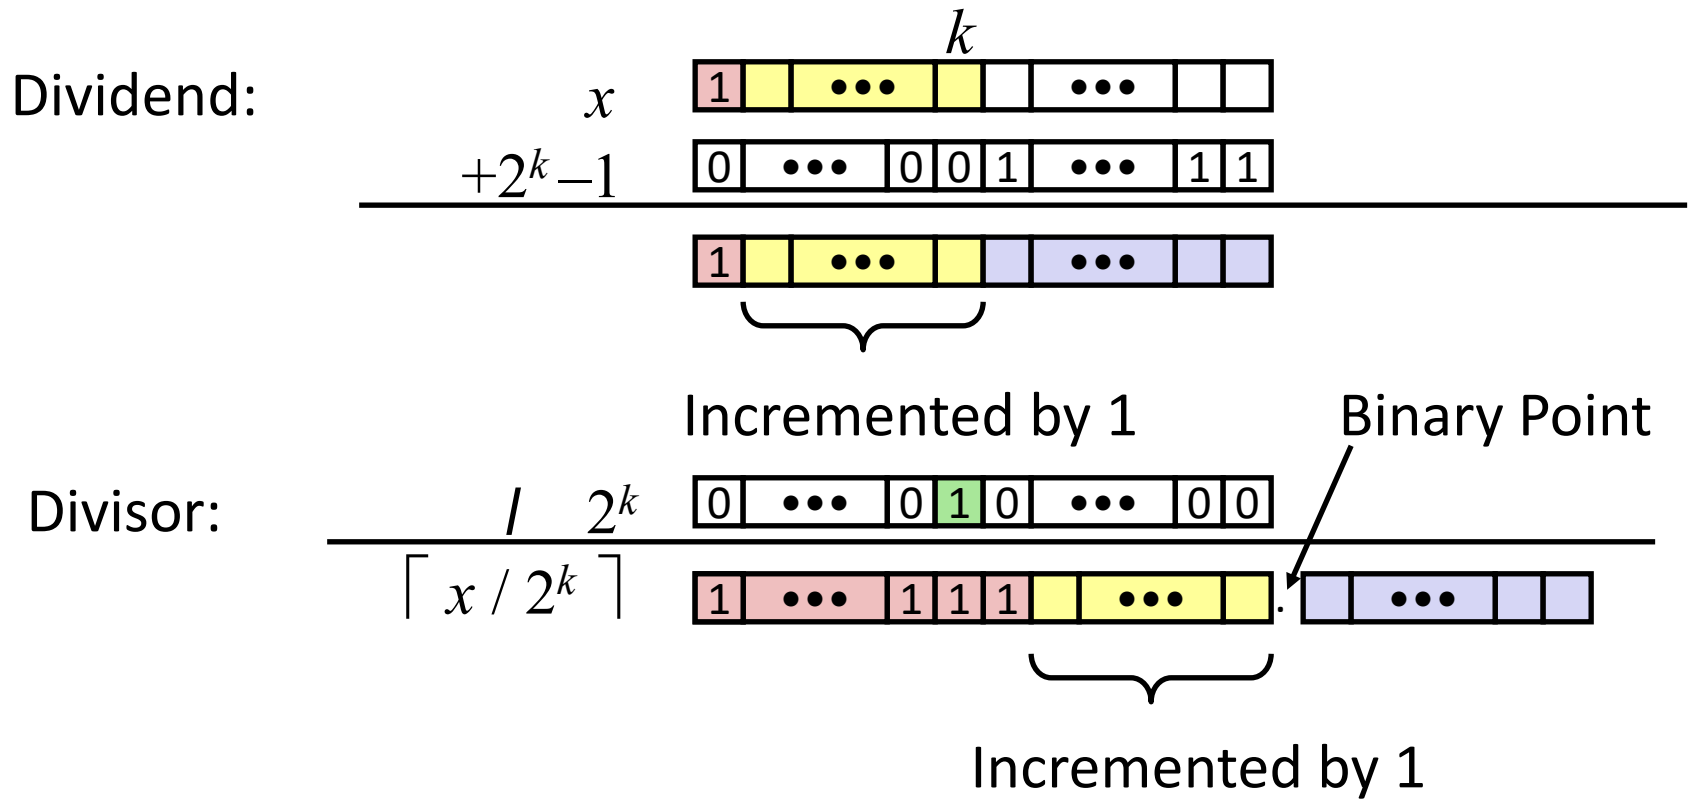 k
Dividend: x 1 ••• •••
+2^k –1 0 ••• 0 0 1 ••• 1 1
1 ••• •••
Incremented by 1
Binary Point
Divisor: / 2^k 0 ••• 0 1 0 ••• 0 0
⌈ x / 2^k ⌉ 1 ••• 1 1 1 ••• . •••
Incremented by 1